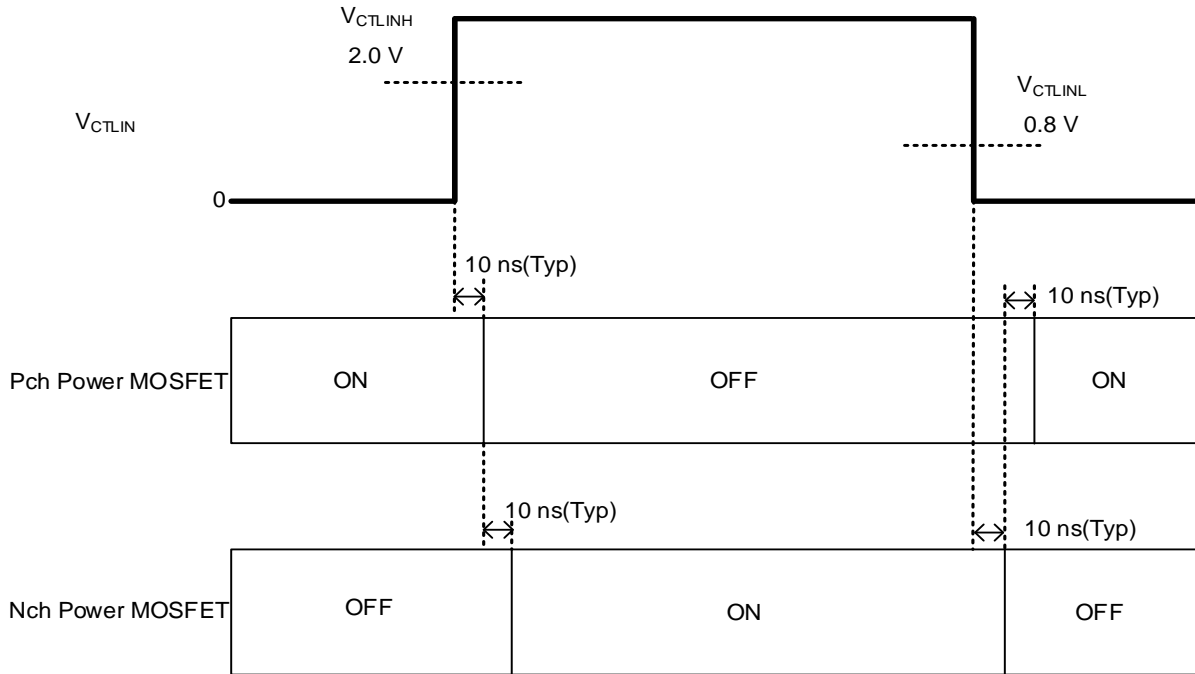 VCTLINH
2.0 V
VCTLINL
0.8 V
VCTLIN
0
10 ns(Typ)
10 ns(Typ)
Pch Power MOSFET
ON
OFF
ON
10 ns(Typ)
10 ns(Typ)
Nch Power MOSFET
OFF
ON
OFF